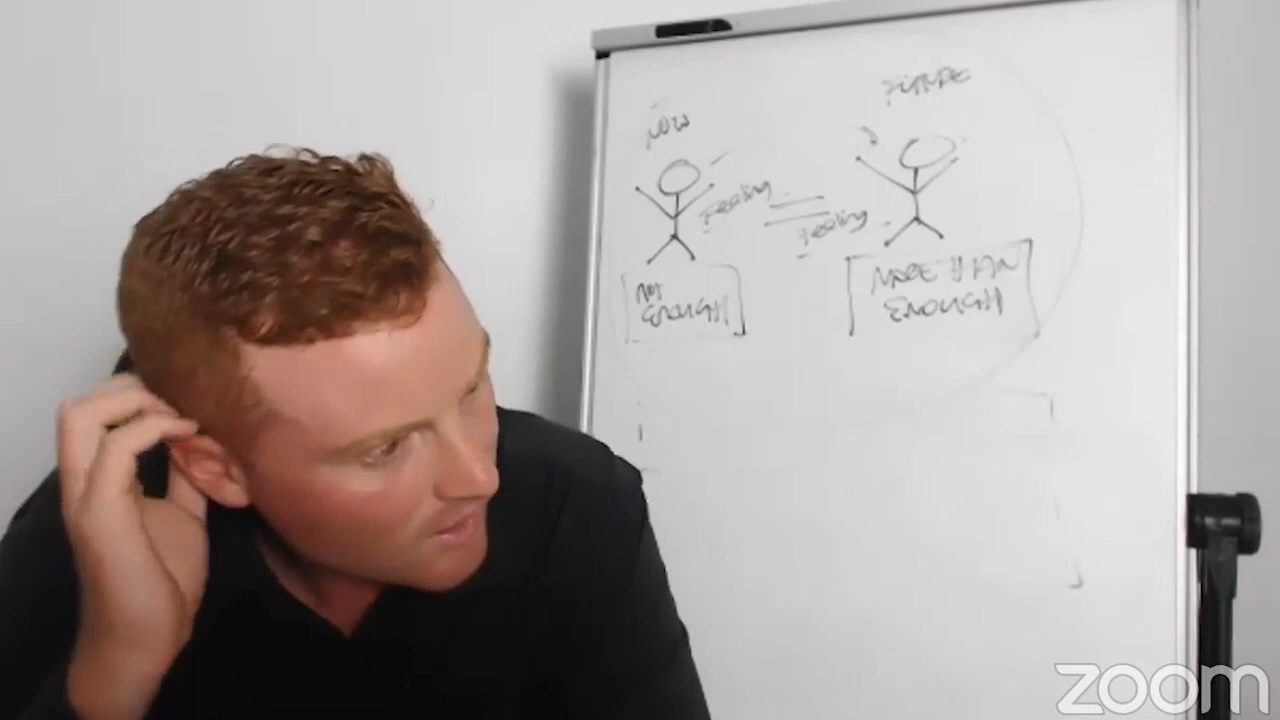 NOW
FUTURE
Feeling
Feeling
NOT
ENOUGH
MORE THAN
ENOUGH
zoom